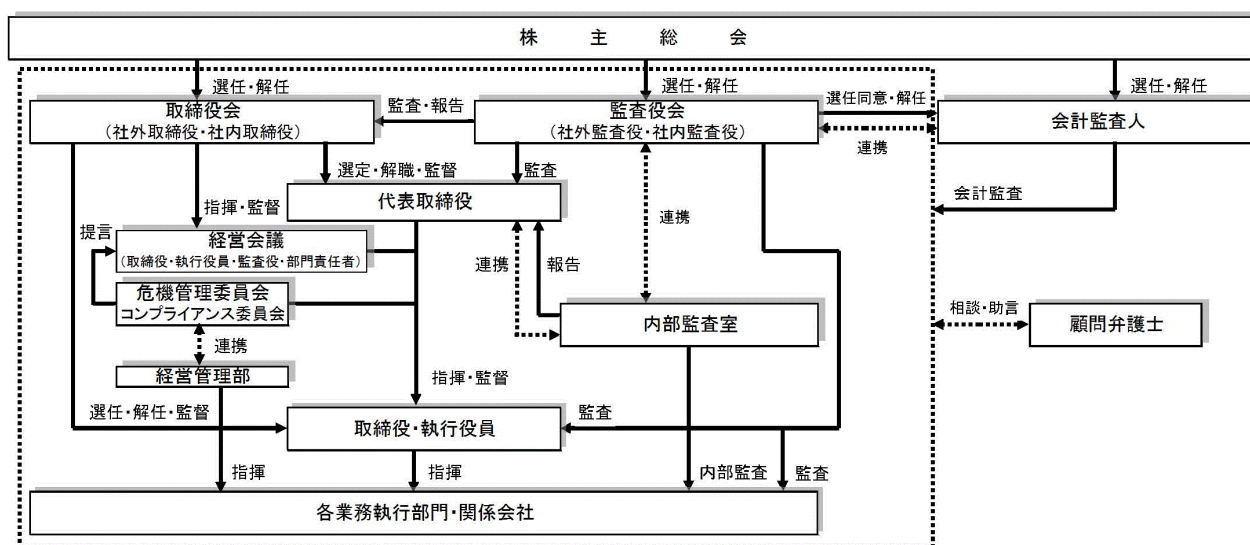 株主総会
選任・解任
選任・解任
選任・解任
取締役会
（社外取締役・社内取締役）
監査・報告
監査役会
（社外監査役・社内監査役）
選任同意・解任
連携
会計監査人
選定・解職・監督
監査
代表取締役
会計監査
指揮・監督
連携
提言
経営会議
（取締役・執行役員・監査役・部門責任者）
連携
報告
危機管理委員会
コンプライアンス委員会
内部監査室
相談・助言
顧問弁護士
連携
経営管理部
指揮・監督
選任・解任・監督
取締役・執行役員
監査
指揮
指揮
内部監査
監査
各業務執行部門・関係会社